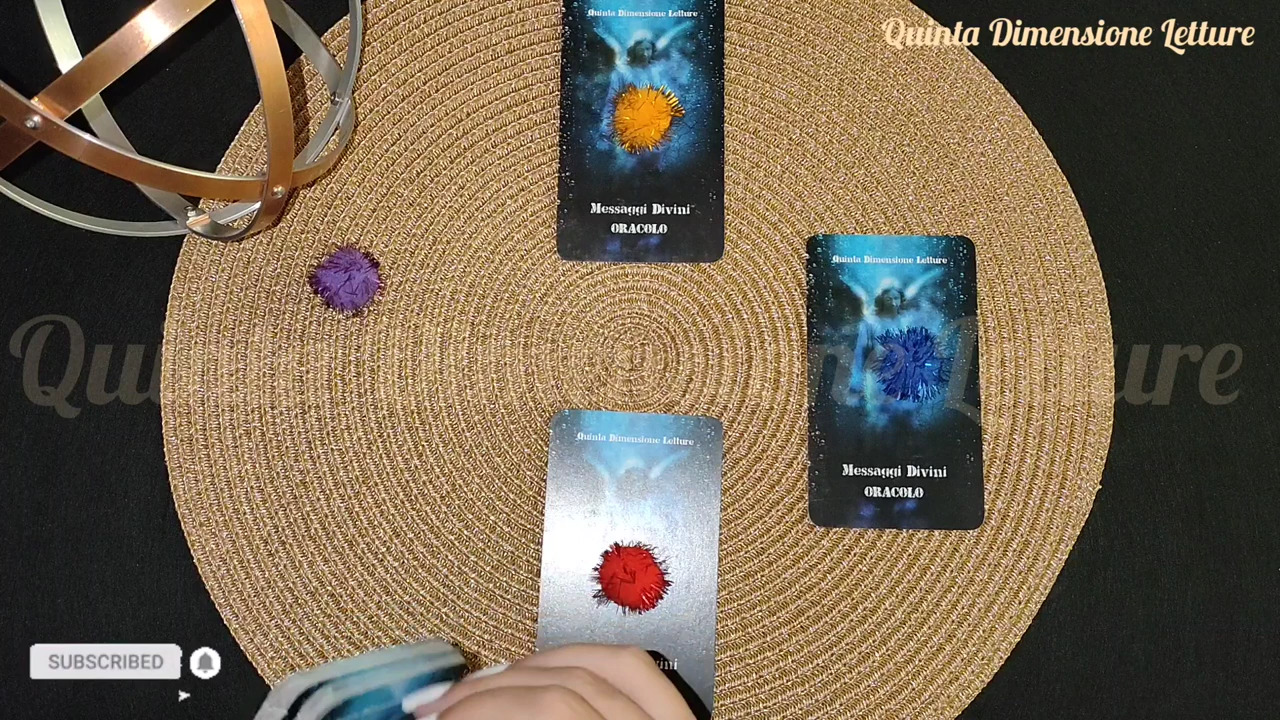 Quinta Dimensione Letture
Quinta Dimensione Letture
Messaggi Divini
ORACOLO
Quinta Dimensione Letture
Messaggi Divini
ORACOLO
Quinta Dimensione Letture
SUBSCRIBED